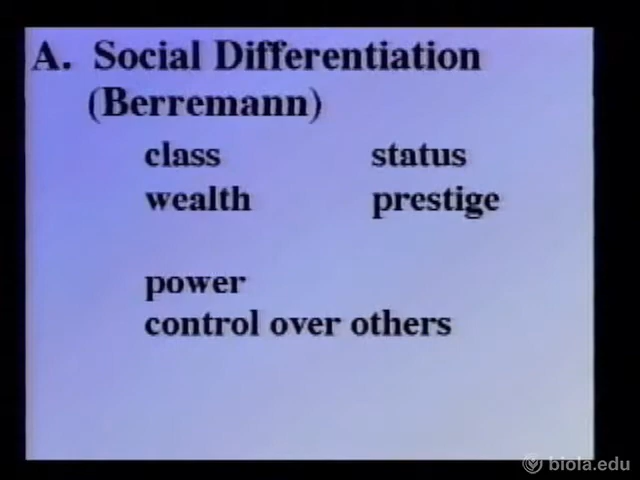 A. Social Differentiation
(Berremann)
class status
wealth prestige
power
control over others
biola.edu